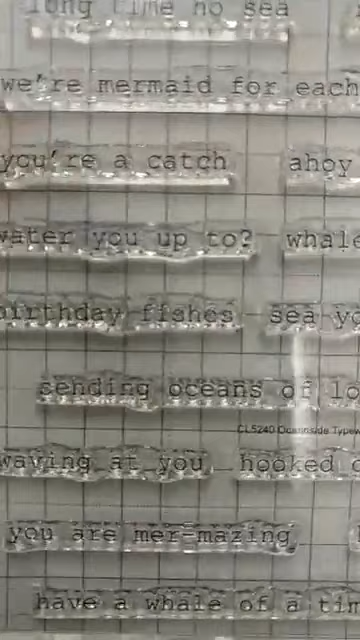 long time no sea
we're mermaid for each
you're a catch ahoy
water you up to? whale
birthday fishes sea yo
sending oceans of lo
CL5240 Oceanside Typew
waving at you hooked o
you are mer-mazing
have a whale of a tim